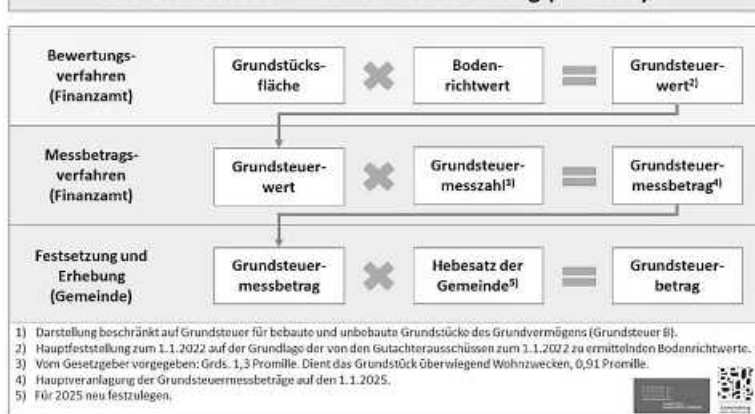 Bewertungs-
verfahren
(Finanzamt)
Grundstücks-
fläche
Boden-
richtwert
Grundsteuer-
wert2)
Messbetrags-
verfahren
(Finanzamt)
Grundsteuer-
wert
Grundsteuer-
messzahl3)
Grundsteuer-
messbetrag4)
Festsetzung und
Erhebung
(Gemeinde)
Grundsteuer-
messbetrag
Hebesatz der
Gemeinde5)
Grundsteuer-
betrag
1) Darstellung beschränkt auf Grundsteuer für bebaute und unbebaute Grundstücke des Grundvermögens (Grundsteuer B).
2) Hauptfeststellung zum 1.1.2022 auf der Grundlage der von den Gutachterausschüssen zum 1.1.2022 zu ermittelnden Bodenrichtwerte.
3) Vom Gesetzgeber vorgegeben: Grds. 1,3 Promille. Dient das Grundstück überwiegend Wohnzwecken, 0,91 Promille.
4) Hauptveranlagung der Grundsteuermessbeträge auf den 1.1.2025.
5) Für 2025 neu festzulegen.